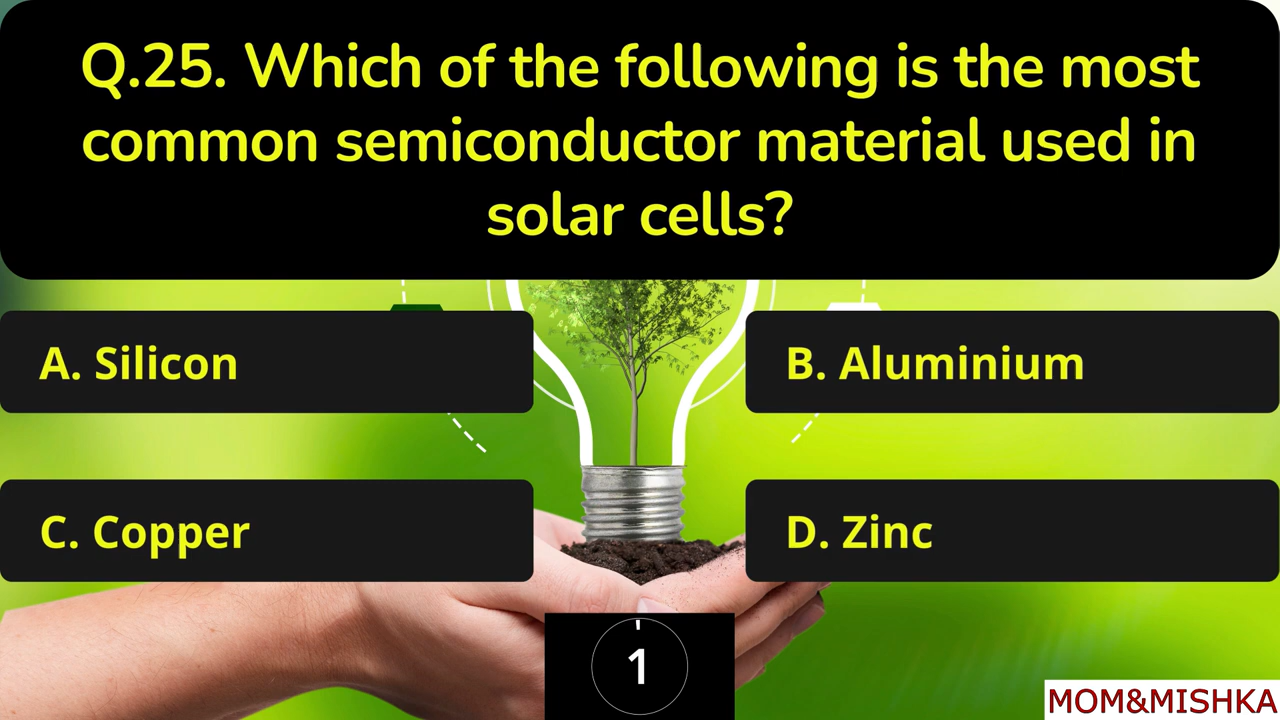 Q.25. Which of the following is the most
common semiconductor material used in
solar cells?
A. Silicon
B. Aluminium
C. Copper
D. Zinc
1
MOM&MISHKA